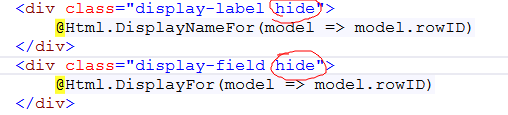 <div class="display-label hide">
@Html.DisplayNameFor(model => model.rowID)
</div>
<div class="display-field hide">
@Html.DisplayFor(model => model.rowID)
</div>